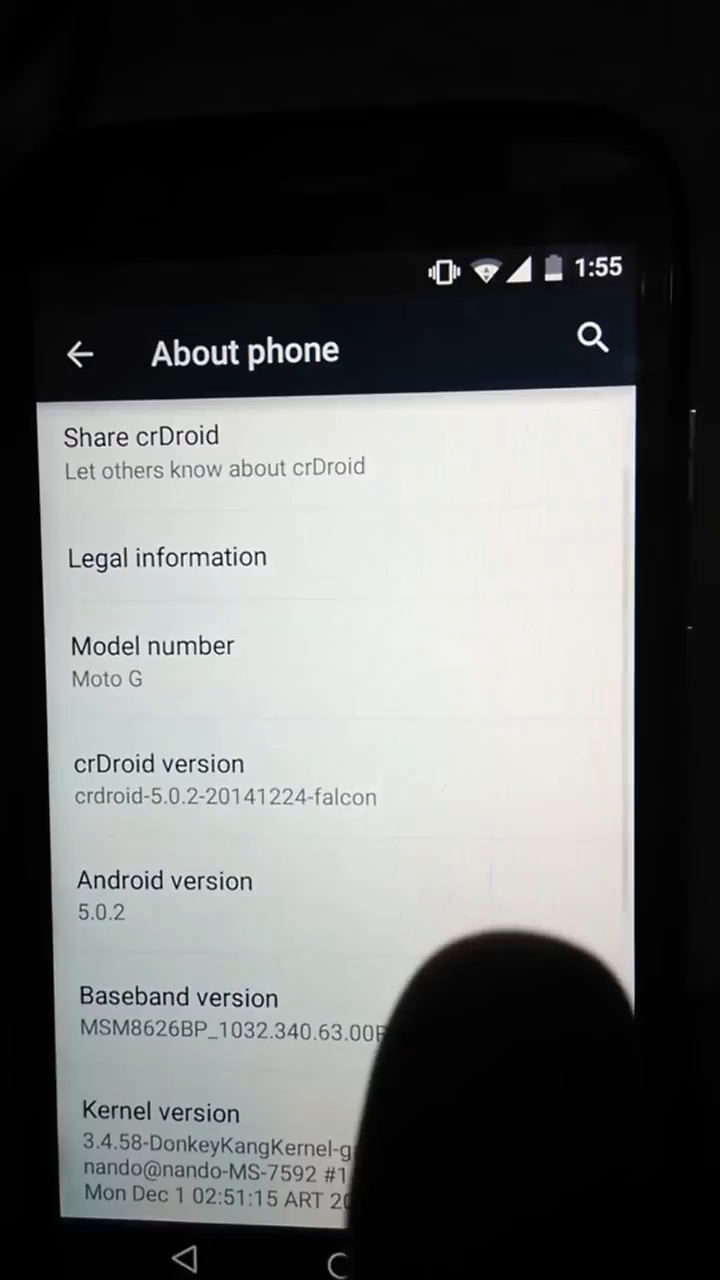 1:55
About phone
Share crDroid
Let others know about crDroid
Legal information
Model number
Moto G
crDroid version
crdroid-5.0.2-20141224-falcon
Android version
5.0.2
Baseband version
MSM8626BP_1032.340.63.00
Kernel version
3.4.58-DonkeyKangKernel-g
nando@nando-MS-7592 #1
Mon Dec 1 02:51:15 ART